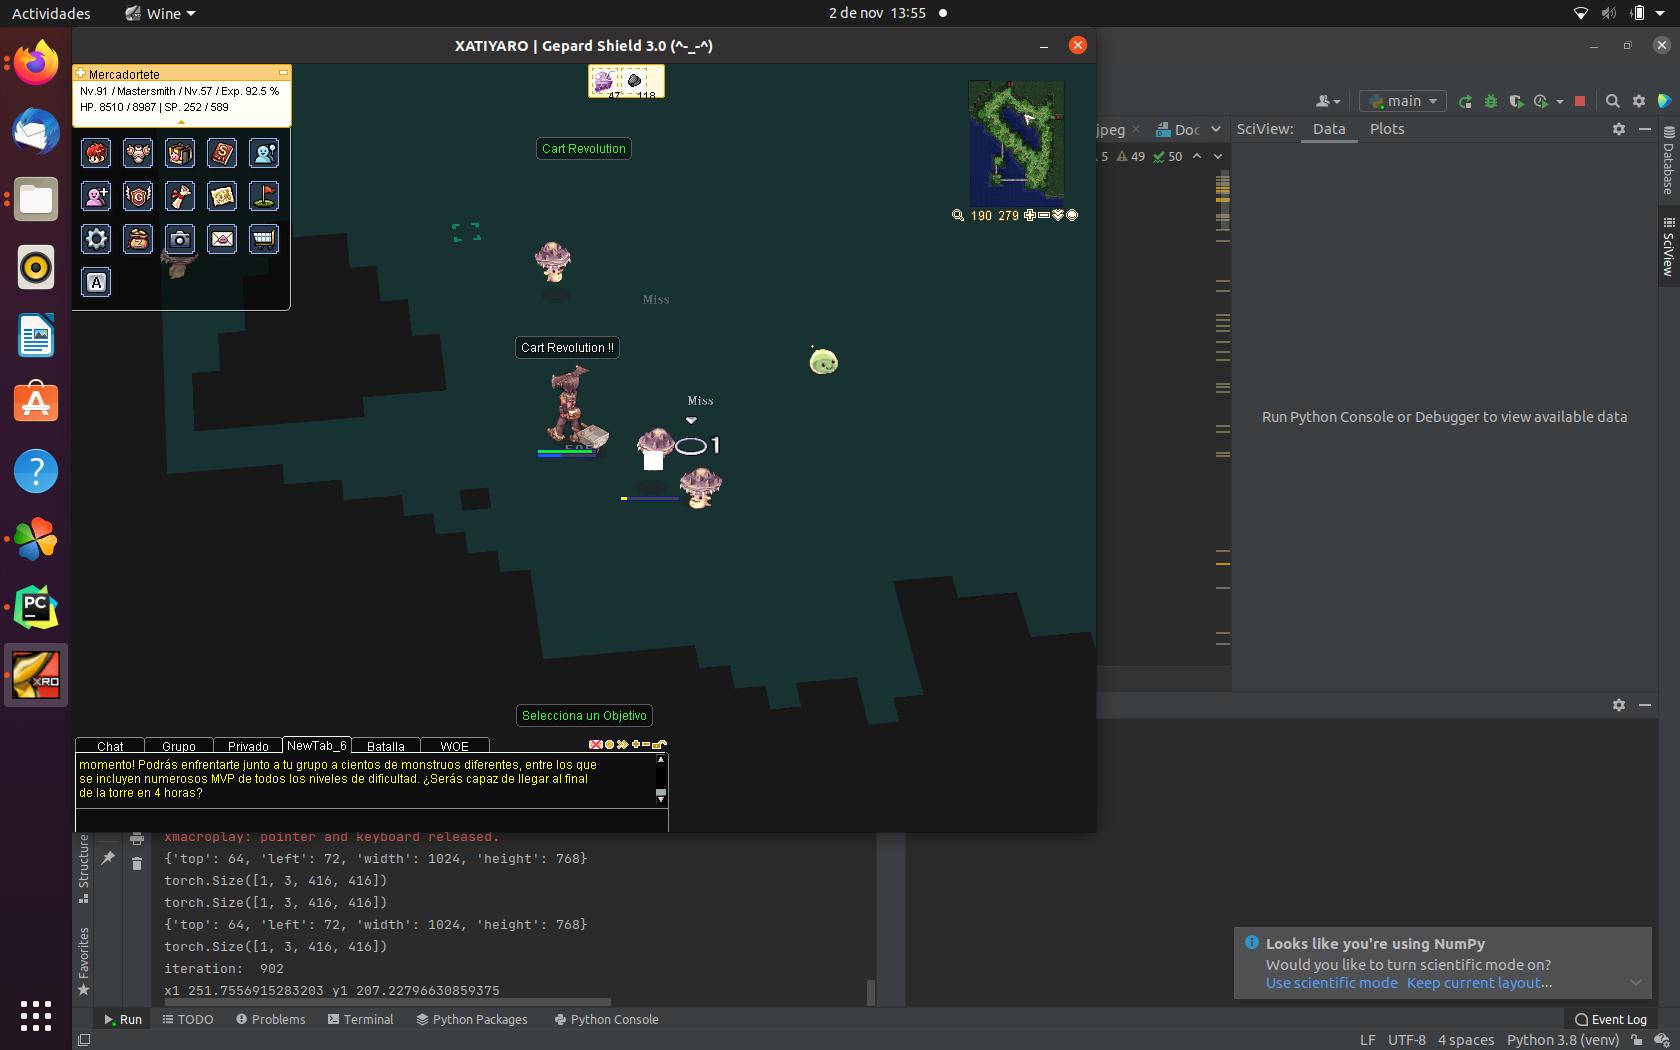 Actividades
Wine
2 de nov 13:55
XATIYARO | Gepard Shield 3.0 (^-_-^)
Mercadortete
Nv.91 / Mastersmith / Nv.57 / Exp. 92.5 %
HP. 8510 / 8987 | SP. 252 / 589
47
118
190 279
Cart Revolution
Miss
Cart Revolution !!
Miss
1
Selecciona un Objetivo
Chat
Grupo
Privado
NewTab_6
Batalla
WOE
momento! Podrás enfrentarte junto a tu grupo a cientos de monstruos diferentes, entre los que
se incluyen numerosos MVP de todos los niveles de dificultad. ¿Serás capaz de llegar al final
de la torre en 4 horas?
main
jpeg
Doc
SciView:
Data
Plots
5
49
50
Database
SciView
Run Python Console or Debugger to view available data
Structure
Favorites
xmacroplay: pointer and keyboard released.
{'top': 64, 'left': 72, 'width': 1024, 'height': 768}
torch.Size([1, 3, 416, 416])
torch.Size([1, 3, 416, 416])
{'top': 64, 'left': 72, 'width': 1024, 'height': 768}
torch.Size([1, 3, 416, 416])
iteration:  902
x1 251.7556915283203 y1 207.22796630859375
Looks like you're using NumPy
Would you like to turn scientific mode on?
Use scientific mode
Keep current layout...
Run
TODO
Problems
Terminal
Python Packages
Python Console
Event Log
LF
UTF-8
4 spaces
Python 3.8 (venv)
PC
XRO
A